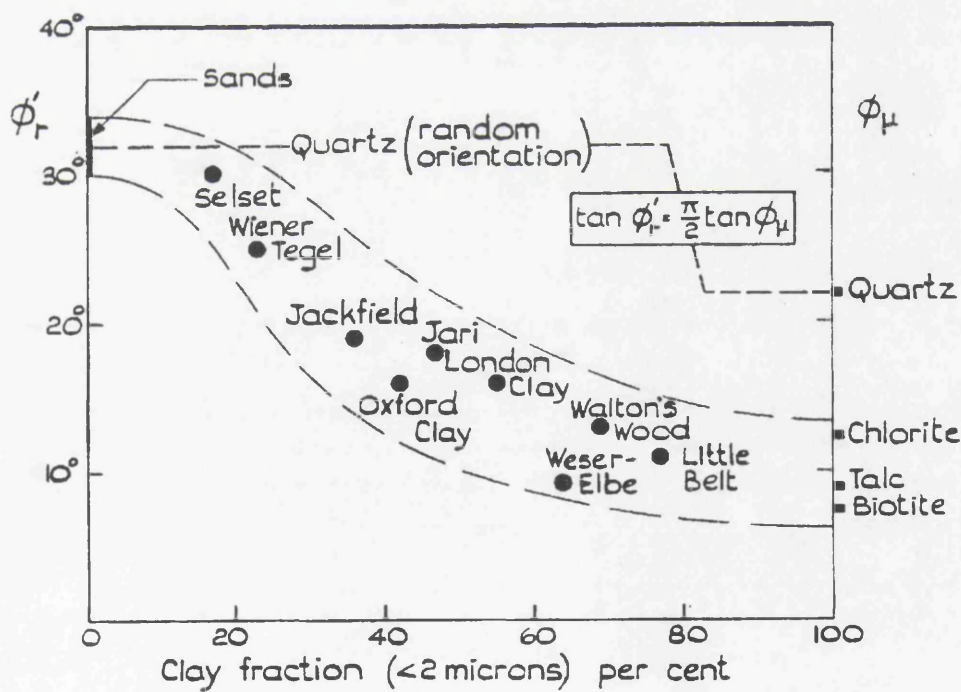 40°
Sands
ϕ'r
ϕμ
Quartz (random orientation)
30°
Selset
tan ϕ'μ = π/2 tan ϕμ
Wiener
Tegel
Quartz
20°
Jackfield
Jari
London
Clay
Oxford
Clay
Walton's
Wood
Chlorite
10°
Weser-
Elbe
LIttle
Belt
Talc
Biotite
0 20 40 60 80 100
Clay fraction (<2 microns) per cent